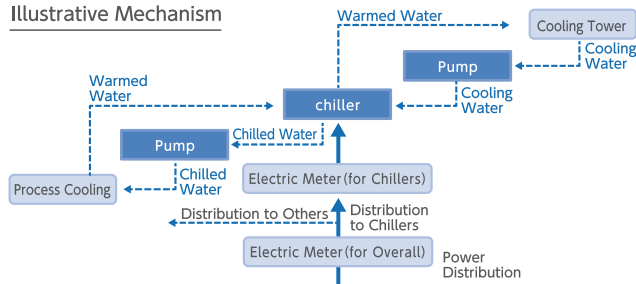 Illustrative Mechanism
Warmed Water
Cooling Tower
Cooling
Water
Pump
Warmed
Water
chiller
Cooling
Water
Chilled Water
Pump
Chilled
Water
Process Cooling
Electric Meter(for Chillers)
Distribution to Others
Distribution
to Chillers
Electric Meter(for Overall)
Power
Distribution